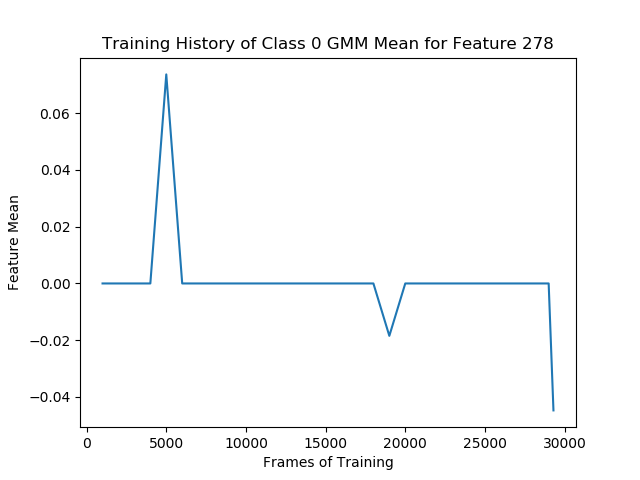 Training History of Class 0 GMM Mean for Feature 278
0.06
0.04
0.02
0.00
−0.02
−0.04
Feature Mean
0 5000 10000 15000 20000 25000 30000
Frames of Training